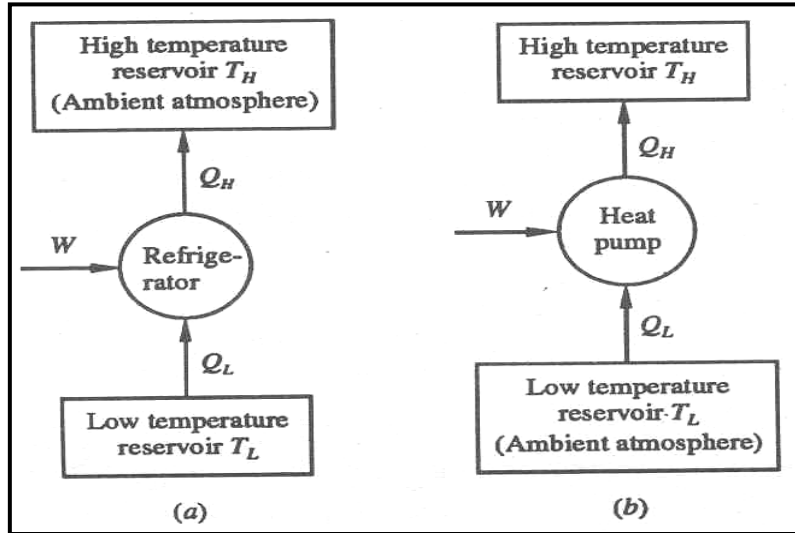 High temperature
reservoir T_H
(Ambient atmosphere)
Q_H
W
Refrige-
rator
Q_L
Low temperature
reservoir T_L
(a)
High temperature
reservoir T_H
Q_H
W
Heat
pump
Q_L
Low temperature
reservoir T_L
(Ambient atmosphere)
(b)